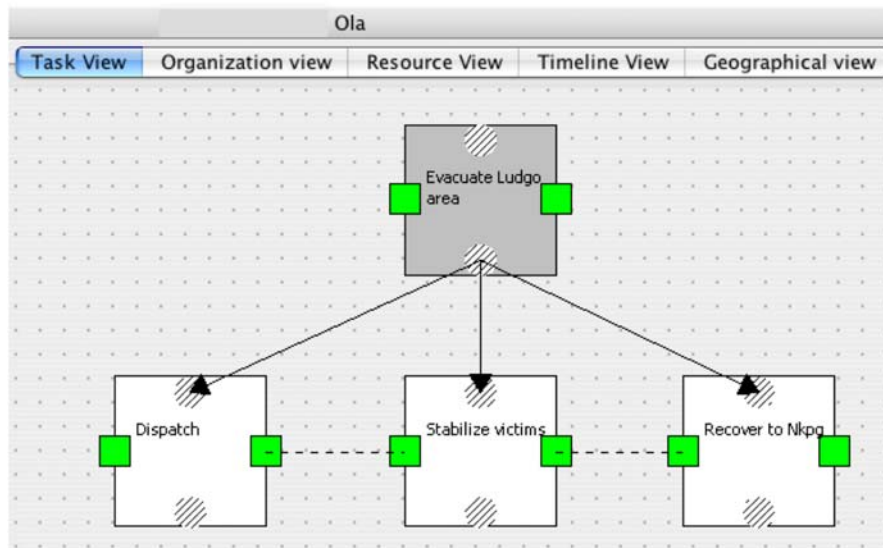 Ola
Task View
Organization view
Resource View
Timeline View
Geographical view
Evacuate Ludgo
area
Dispatch
Stabilize victims
Recover to Nkpg